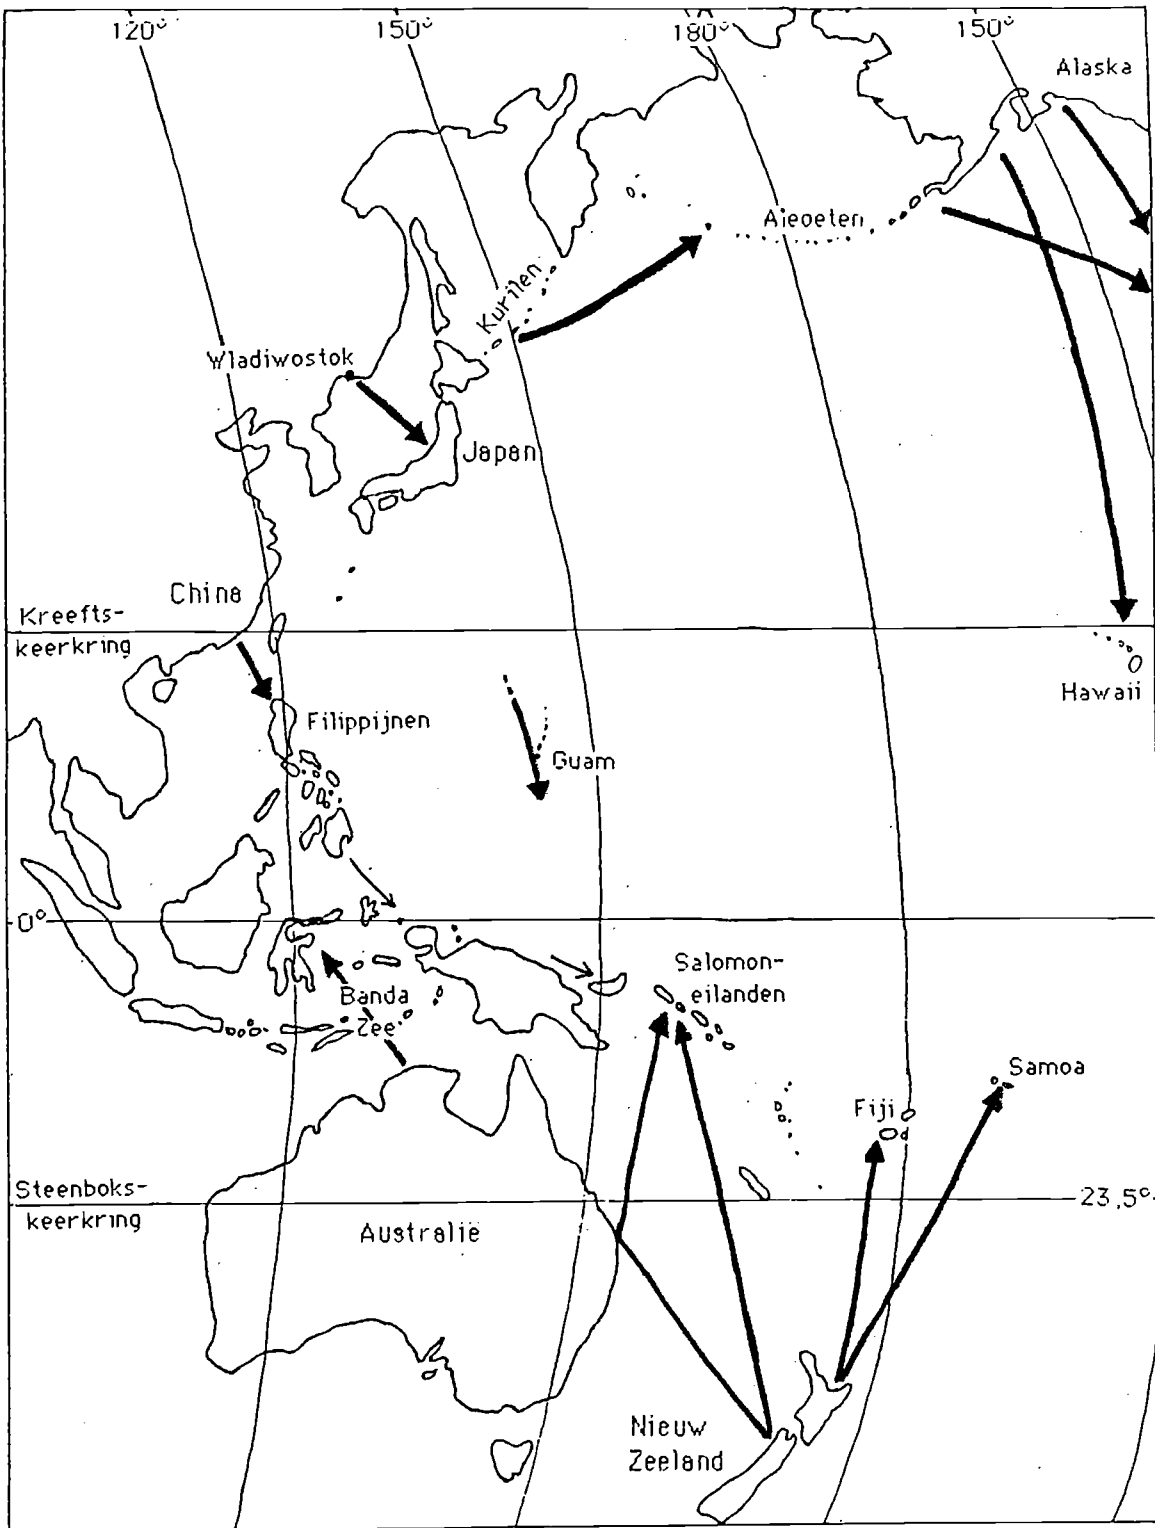 120°
150°
180°
150°
Alaska
Aleoeten
Kurilen
Wladiwostok
Japan
China
Kreefts-
keerkring
Hawaii
Filippijnen
Guam
0°
Salomon-
eilanden
Banda
Zee
Samoa
Fiji
Steenboks-
keerkring
23,5°
Australië
Nieuw
Zeeland